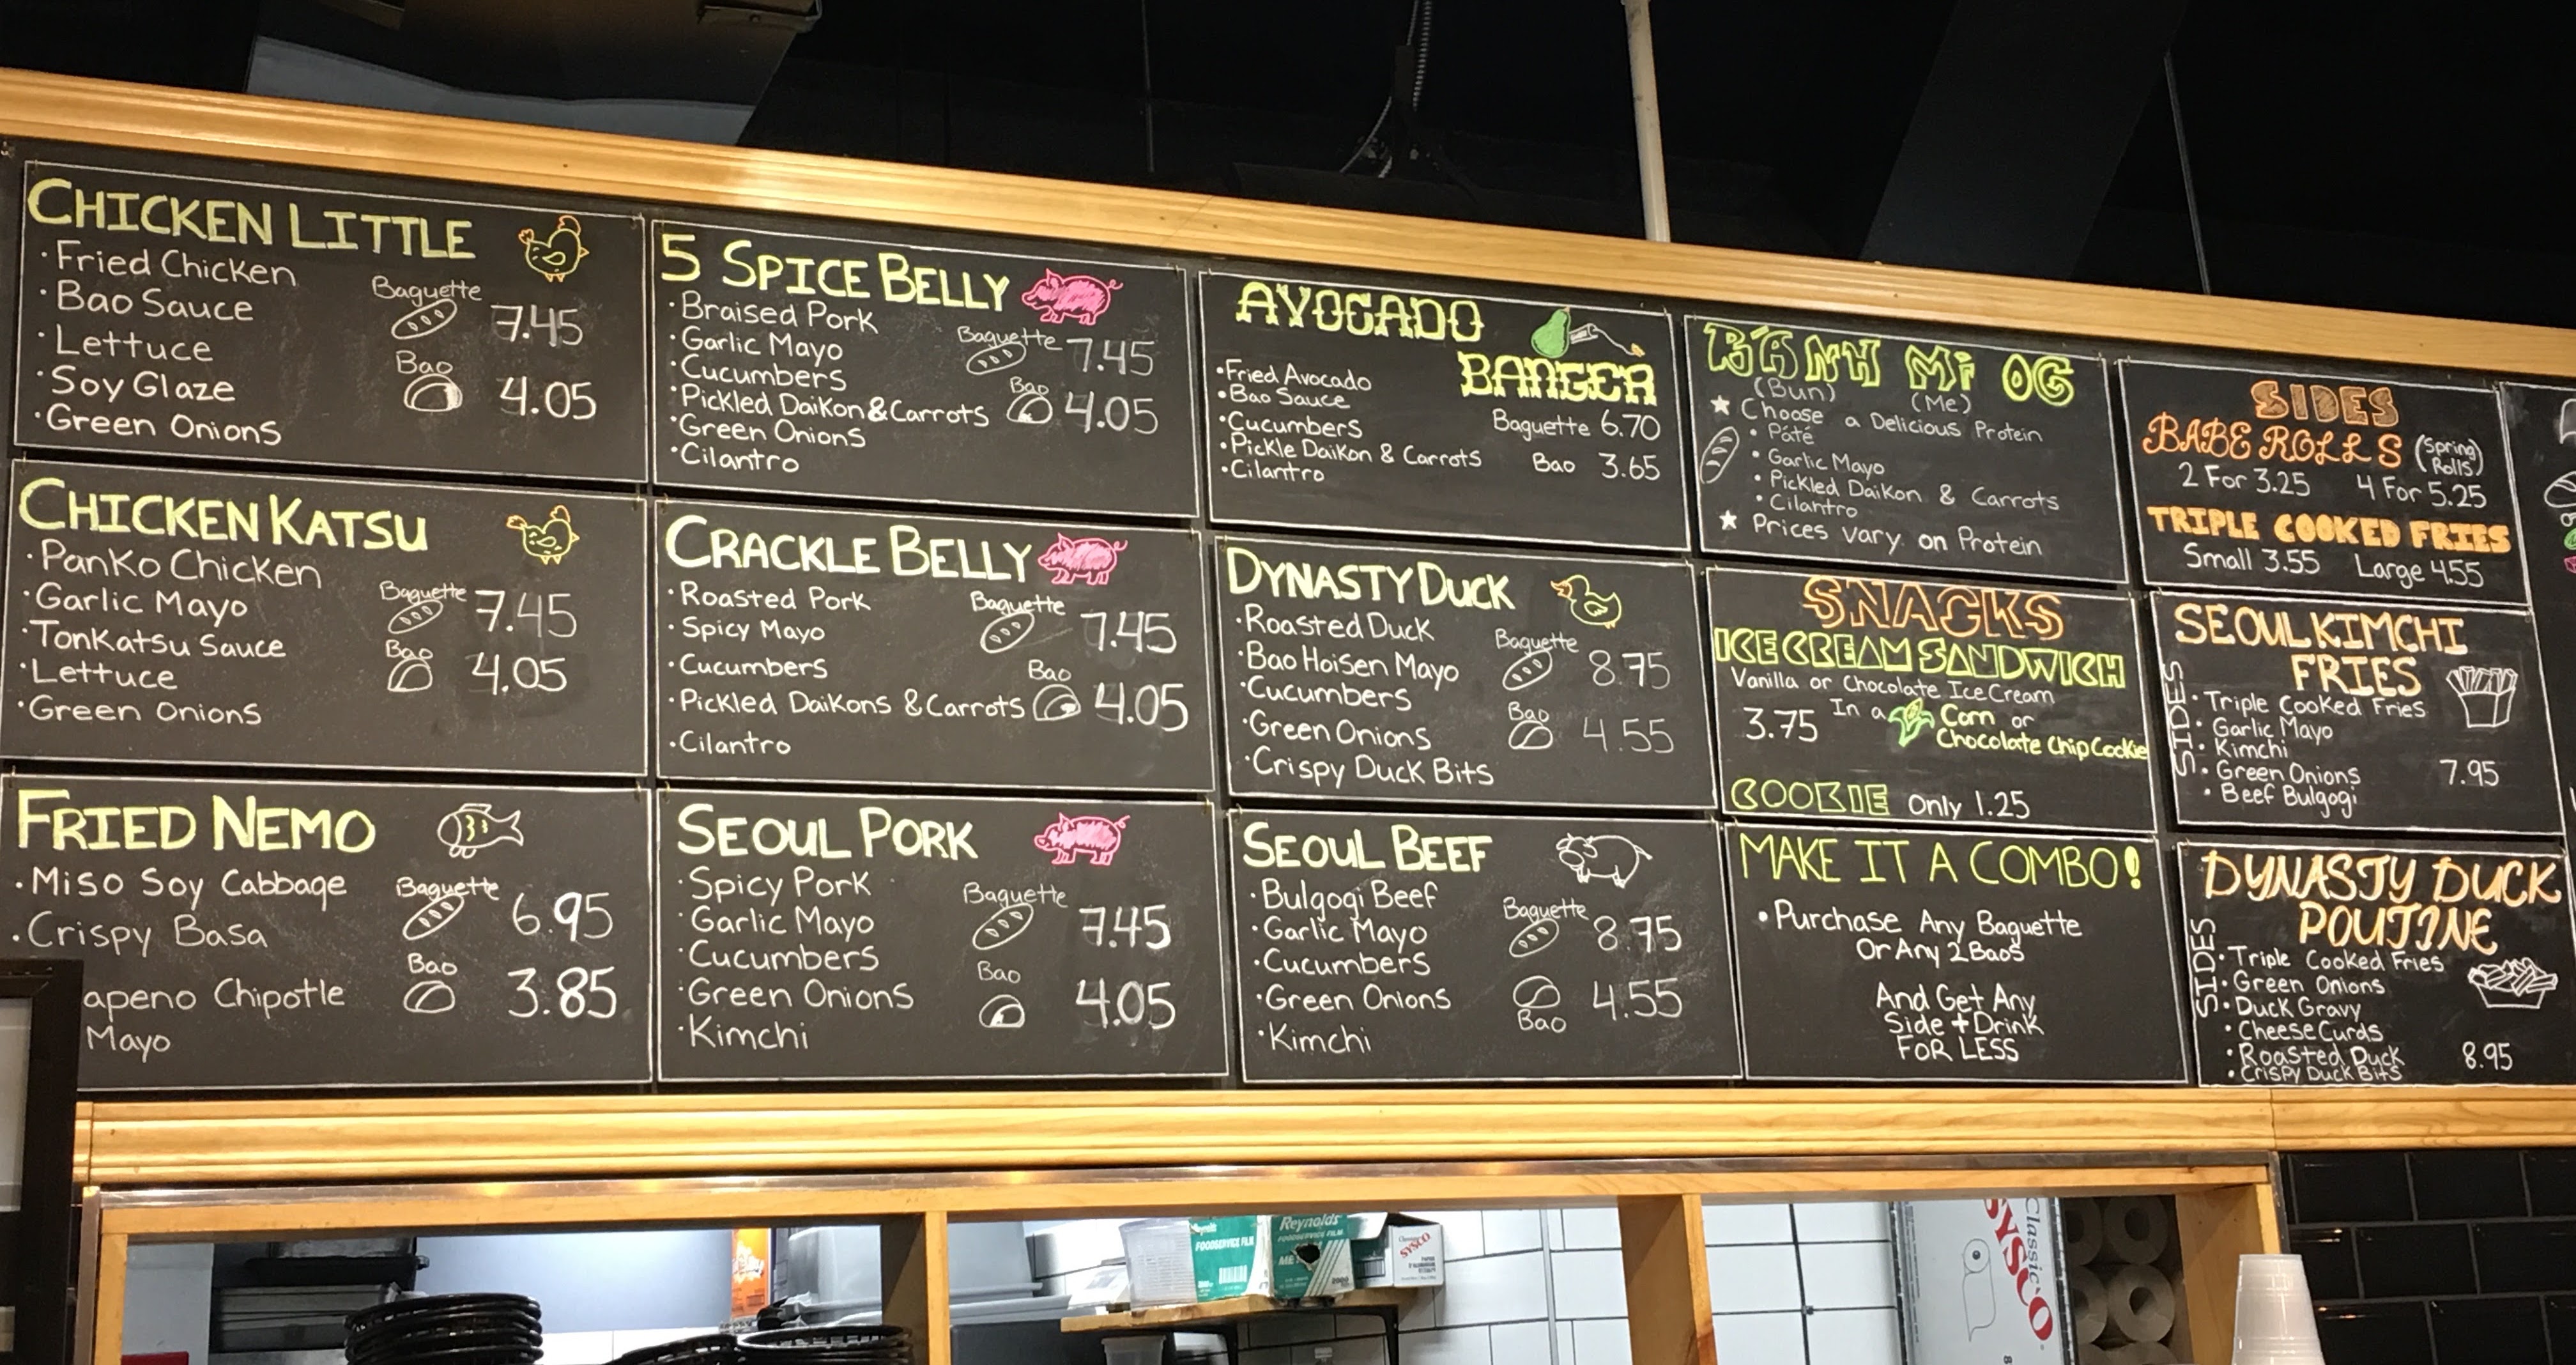 CHICKEN LITTLE
·Fried Chicken
·Bao Sauce
·Lettuce
·Soy Glaze
·Green Onions
Baguette
7.45
Bao
4.05
5 SPICE BELLY
·Braised Pork
·Garlic Mayo
·Cucumbers
·Pickled Daikon & Carrots
·Green Onions
·Cilantro
Baguette
7.45
Bao
4.05
AVOCADO
BANGER
·Fried Avocado
·Bao Sauce
·Cucumbers
·Pickle Daikon & Carrots
·Cilantro
Baguette 6.70
Bao 3.65
BÁNH Mi OG
(Bun) (Me)
★ Choose a Delicious Protein
• Pâté
• Garlic Mayo
• Pickled Daikon & Carrots
• Cilantro
★ Prices vary on Protein
SIDES
BABE ROLLS (Spring Rolls)
2 For 3.25 4 For 5.25
TRIPLE COOKED FRIES
Small 3.55 Large 4.55
CHICKEN KATSU
·Panko Chicken
·Garlic Mayo
·Tonkatsu Sauce
·Lettuce
·Green Onions
Baguette
7.45
Bao
4.05
CRACKLE BELLY
·Roasted Pork
·Spicy Mayo
·Cucumbers
·Pickled Daikons & Carrots
·Cilantro
Baguette
7.45
Bao
4.05
DYNASTY DUCK
·Roasted Duck
·Bao Hoisen Mayo
·Cucumbers
·Green Onions
·Crispy Duck Bits
Baguette
8.75
Bao
4.55
SNACKS
ICE CREAM SANDWICH
Vanilla or Chocolate Ice Cream
3.75 In a Corn or
Chocolate Chip Cookie
COOKIE Only 1.25
SEOUL KIMCHI
FRIES
SIDES
• Triple Cooked Fries
• Garlic Mayo
• Kimchi
• Green Onions
• Beef Bulgogi
7.95
FRIED NEMO
·Miso Soy Cabbage
·Crispy Basa
apeno Chipotle
Mayo
Baguette
6.95
Bao
3.85
SEOUL PORK
·Spicy Pork
·Garlic Mayo
·Cucumbers
·Green Onions
·Kimchi
Baguette
7.45
Bao
4.05
SEOUL BEEF
·Bulgogi Beef
·Garlic Mayo
·Cucumbers
·Green Onions
·Kimchi
Baguette
8.75
4.55
Bao
MAKE IT A COMBO!
• Purchase Any Baguette
Or Any 2 Baos
And Get Any
Side + Drink
FOR LESS
DYNASTY DUCK
POUTINE
SIDES
• Triple Cooked Fries
• Green Onions
• Duck Gravy
• Cheese Curds
• Roasted Duck
• Crispy Duck Bits
8.95
FOODSERVICE FILM
Reynolds
FOODSERVICE FILM
SYSCO
Classic
SYSCO